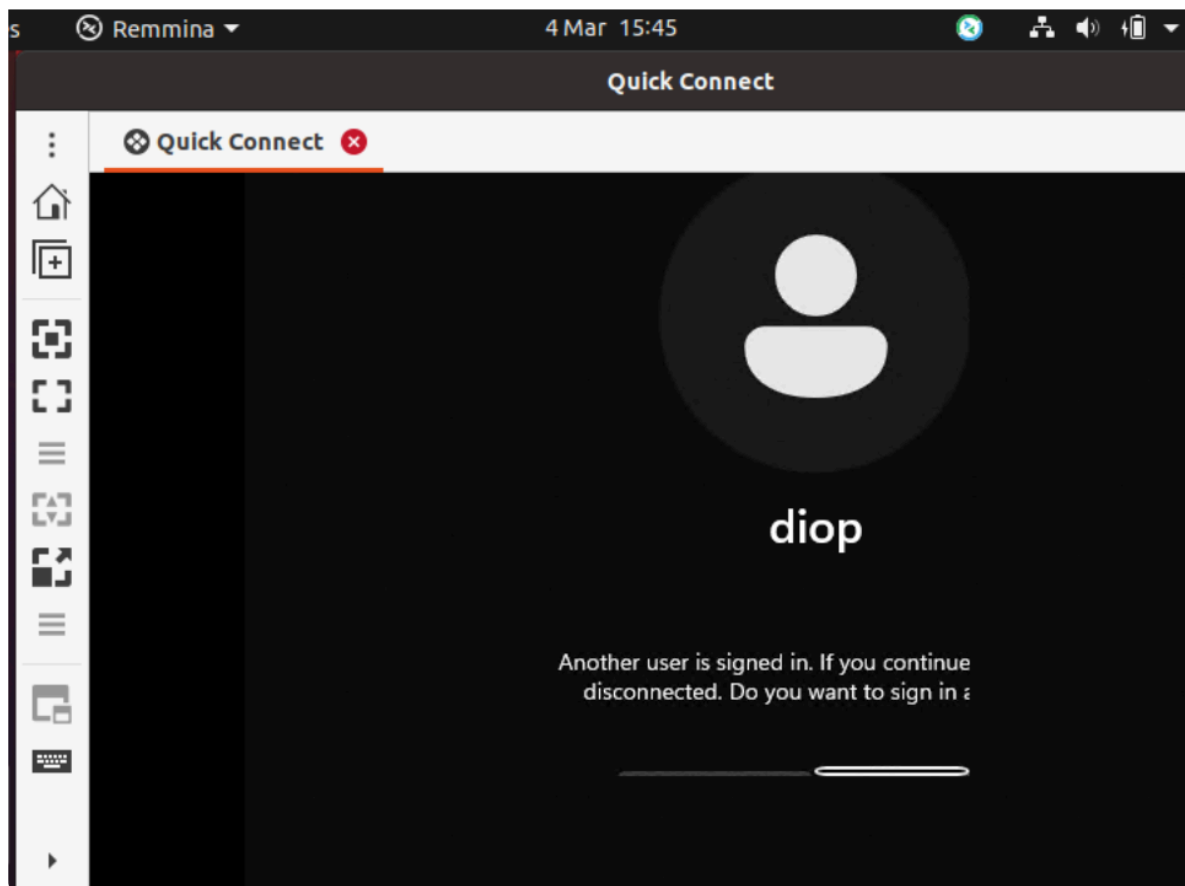 s Remmina 4 Mar 15:45
Quick Connect
Quick Connect
diop
Another user is signed in. If you continue
disconnected. Do you want to sign in a